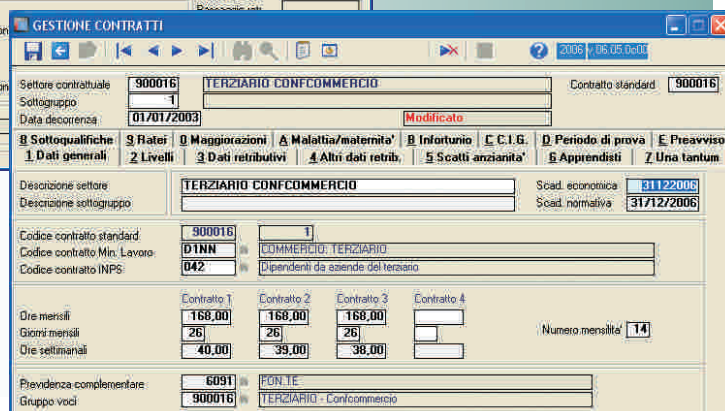 GESTIONE CONTRATTI
2006 v.06.05.0c00
Settore contrattuale 900016 TERZIARIO CONFCOMMERCIO Contratto standard 900016
Sottogruppo 1
Data decorrenza 01/01/2003 Modificato
8 Sottoqualifiche 9 Ratei 0 Maggiorazioni A Malattia/maternita' B Infortunio C C.I.G. D Periodo di prova E Preavviso
1 Dati generali 2 Livelli 3 Dati retributivi 4 Altri dati retrib. 5 Scatti anzianita' 6 Apprendisti 7 Una tantum
Descrizione settore TERZIARIO CONFCOMMERCIO Scad. economica 31122006
Descrizione sottogruppo Scad. normativa 31/12/2006
Codice contratto standard 900016 1
Codice contratto Min. Lavoro D1NN COMMERCIO: TERZIARIO
Codice contratto INPS 042 Dipendenti da aziende del terziario
Contratto 1 Contratto 2 Contratto 3 Contratto 4
Ore mensili 168,00 168,00 168,00
Giorni mensili 26 26 26 Numero mensilita' 14
Ore settimanali 40,00 39,00 38,00
Previdenza complementare 6091 FON.TE
Gruppo voci 900016 TERZIARIO - Confcommercio